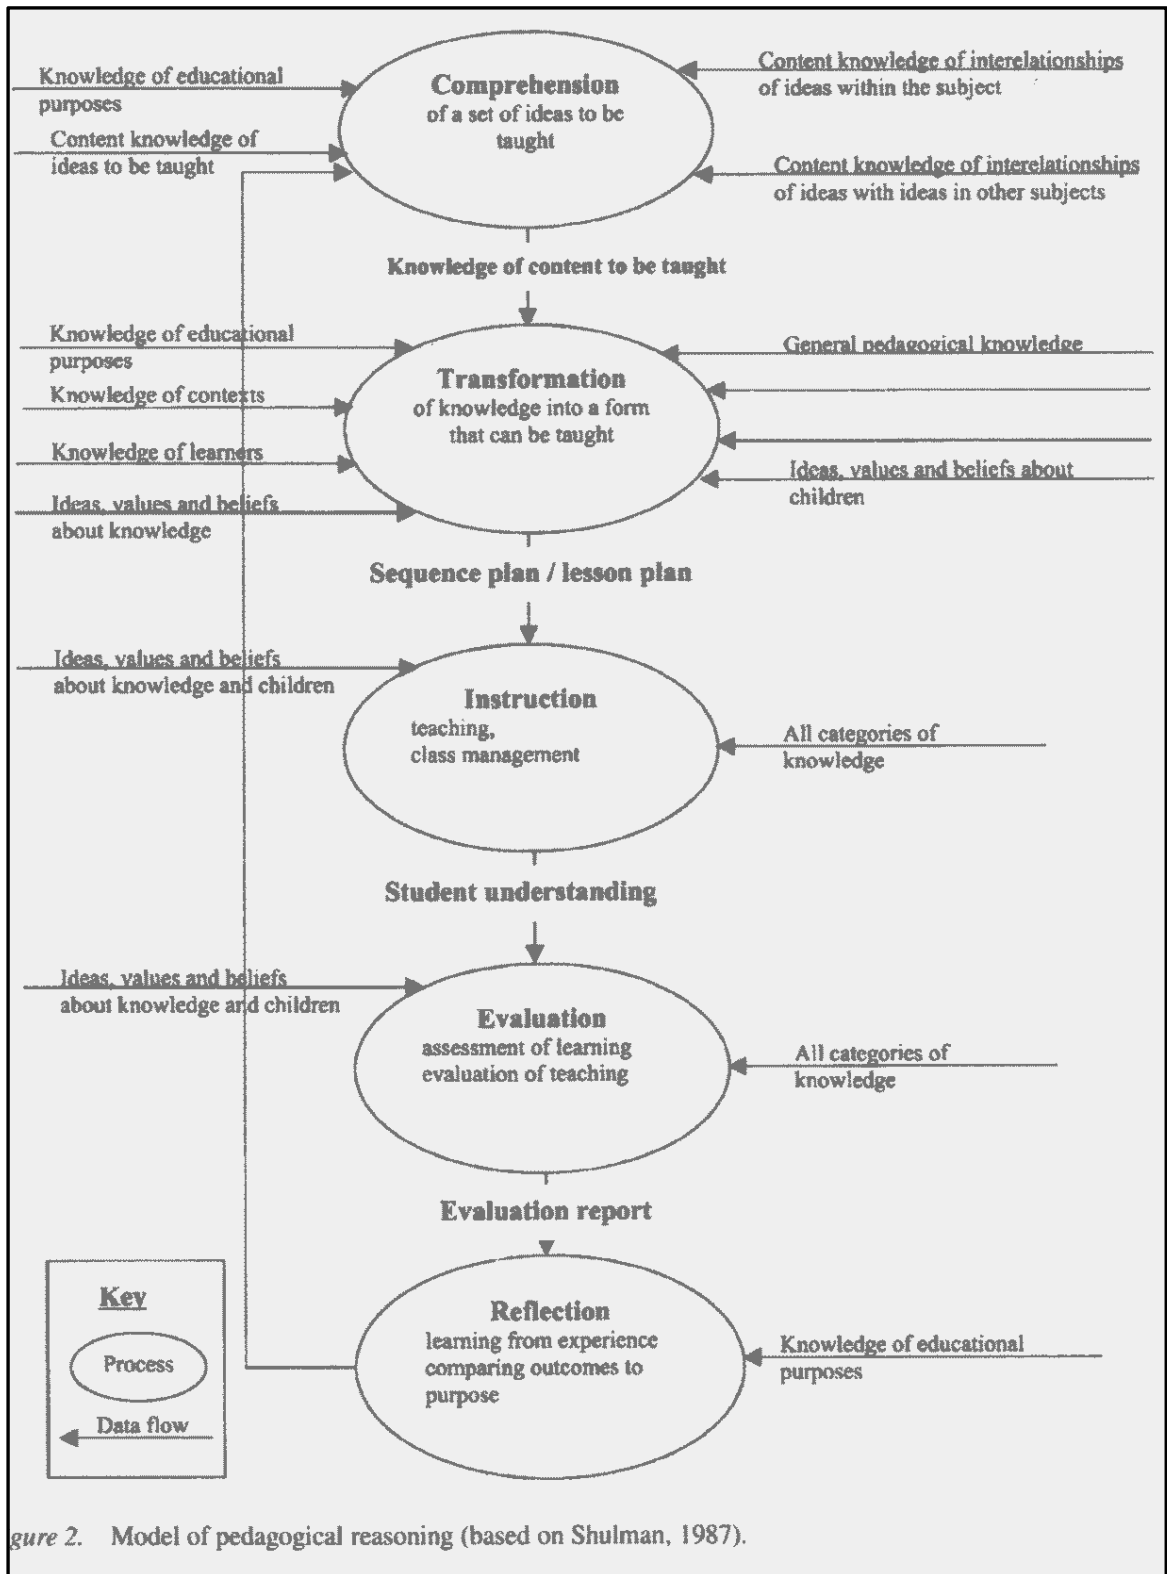 Knowledge of educational
purposes
Content knowledge of
ideas to be taught
Comprehension
of a set of ideas to be
taught
Content knowledge of interelationships
of ideas within the subject
Content knowledge of interelationships
of ideas with ideas in other subjects
Knowledge of content to be taught
Knowledge of educational
purposes
Knowledge of contexts
Knowledge of learners
Ideas, values and beliefs
about knowledge
Transformation
of knowledge into a form
that can be taught
General pedagogical knowledge
Ideas, values and beliefs about
children
Sequence plan / lesson plan
Ideas, values and beliefs
about knowledge and children
Instruction
teaching,
class management
All categories of
knowledge
Student understanding
Ideas, values and beliefs
about knowledge and children
Evaluation
assessment of learning
evaluation of teaching
All categories of
knowledge
Evaluation report
Reflection
learning from experience
comparing outcomes to
purpose
Knowledge of educational
purposes
Key
Process
Data flow
gure 2. Model of pedagogical reasoning (based on Shulman, 1987).